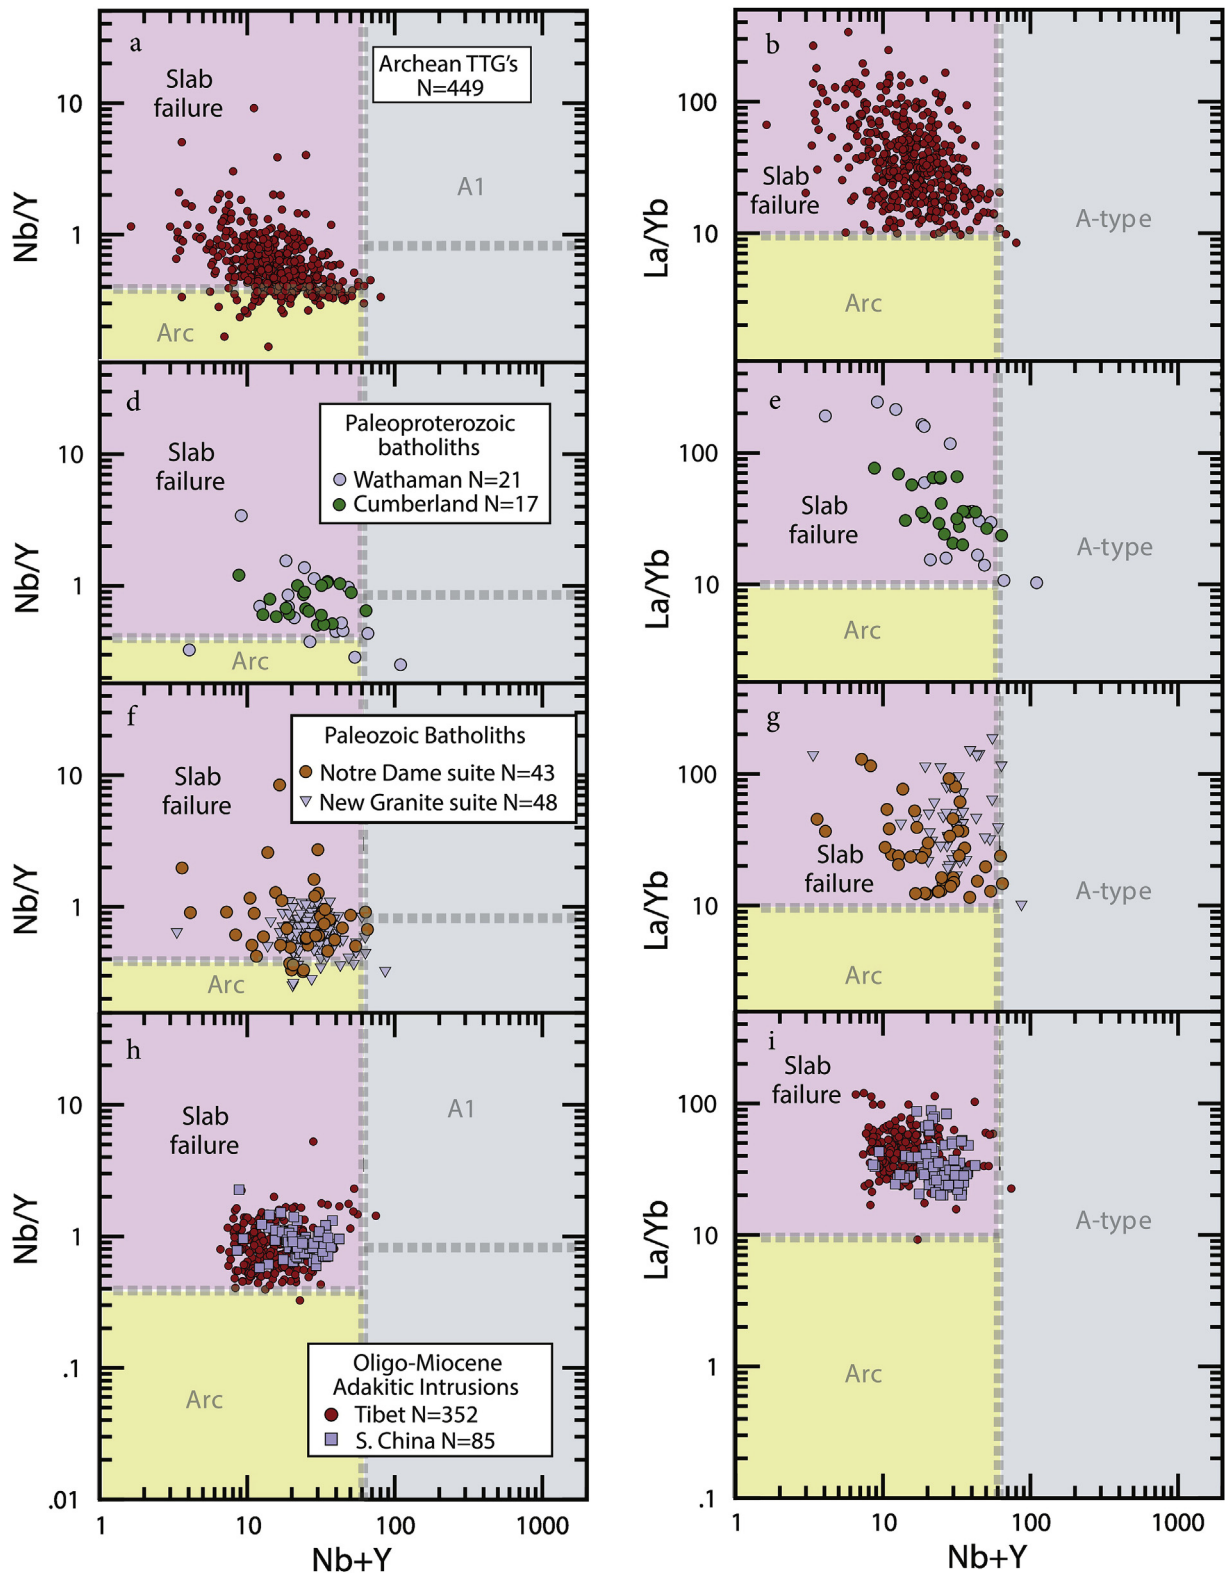 a
Slab
failure
Archean TTG's
N=449
A1
Arc
10
1
Nb/Y
b
Slab
failure
A-type
Arc
100
10
La/Yb
d
Slab
failure
Paleoproterozoic
batholiths
Wathaman N=21
Cumberland N=17
Arc
10
1
Nb/Y
e
Slab
failure
A-type
Arc
100
10
La/Yb
f
Slab
failure
Paleozoic Batholiths
Notre Dame suite N=43
New Granite suite N=48
Arc
10
1
Nb/Y
g
Slab
failure
A-type
Arc
100
10
La/Yb
h
Slab
failure
A1
Arc
Oligo-Miocene
Adakitic Intrusions
Tibet N=352
S. China N=85
10
1
.1
.01
Nb/Y
1 10 100 1000
Nb+Y
i
Slab
failure
A-type
Arc
100
10
1
.1
La/Yb
1 10 100 1000
Nb+Y